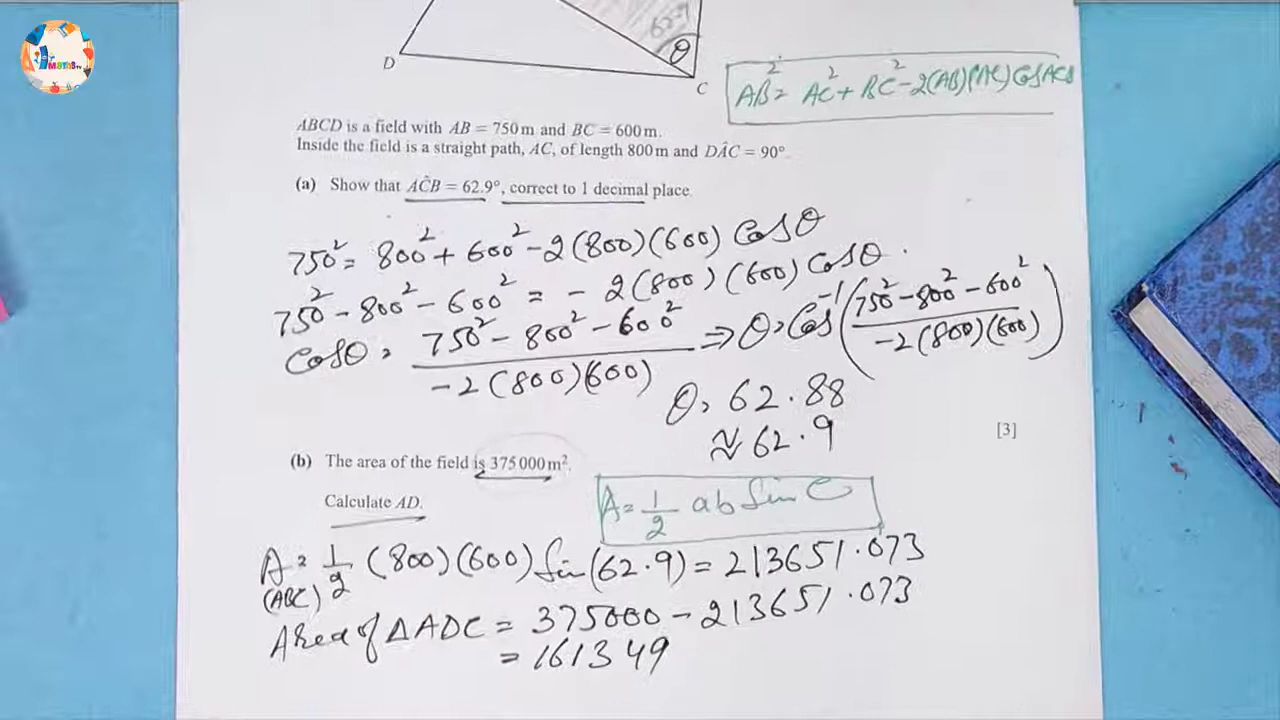 MATHS
62.9
θ
D
C
AB² = AC² + BC² - 2(AB)(AC) Cos ACB
ABCD is a field with AB = 750 m and BC = 600 m.
Inside the field is a straight path, AC, of length 800 m and DÂC = 90°.
(a) Show that AĈB = 62.9°, correct to 1 decimal place.
750² = 800² + 600² - 2(800)(600) Cosθ
750² - 800² - 600² = - 2(800)(600) Cosθ.
Cosθ = 750² - 800² - 600² / -2(800)(600) ⇒ θ = Cos⁻¹(750² - 800² - 600² / -2(800)(600))
θ = 62.88
≈ 62.9
[3]
(b) The area of the field is 375 000 m².
Calculate AD.
A = 1/2 ab Sin C
A = 1/2 (800)(600) Sin(62.9) = 213651.073
(ABC)
Area of ΔADC = 375000 - 213651.073
= 161349